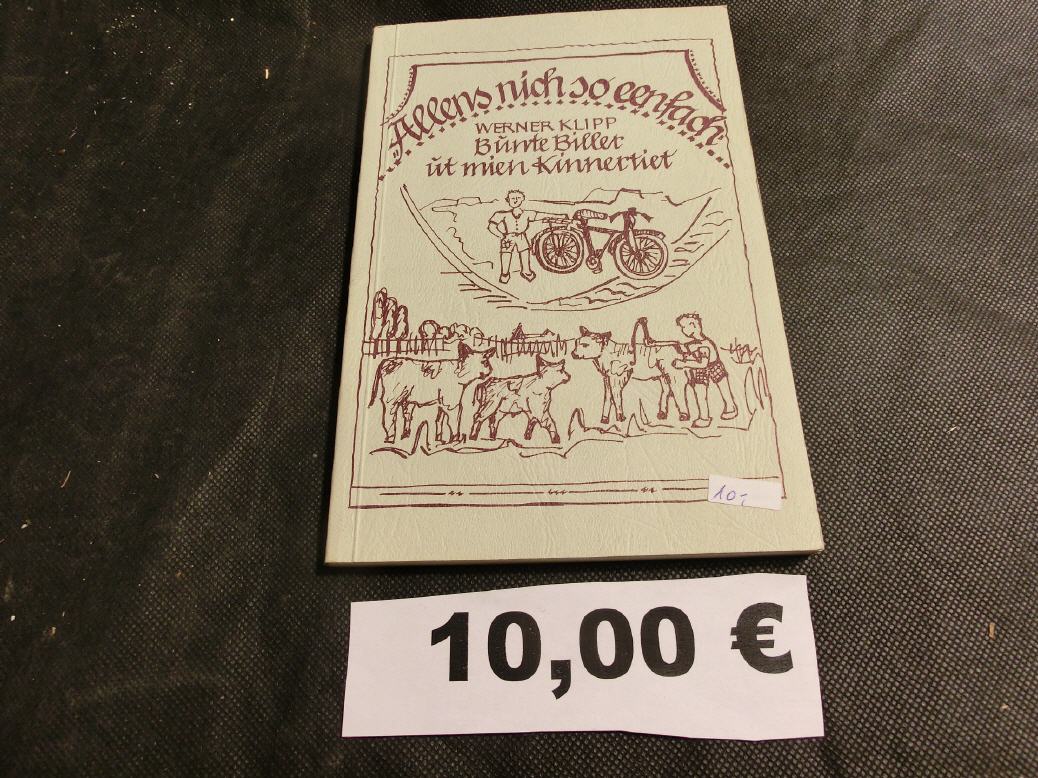 "Allens nich so eenfach"
WERNER KLIPP
Bunte Biller
ut mien Kinnertiet
10,-
10,00 €